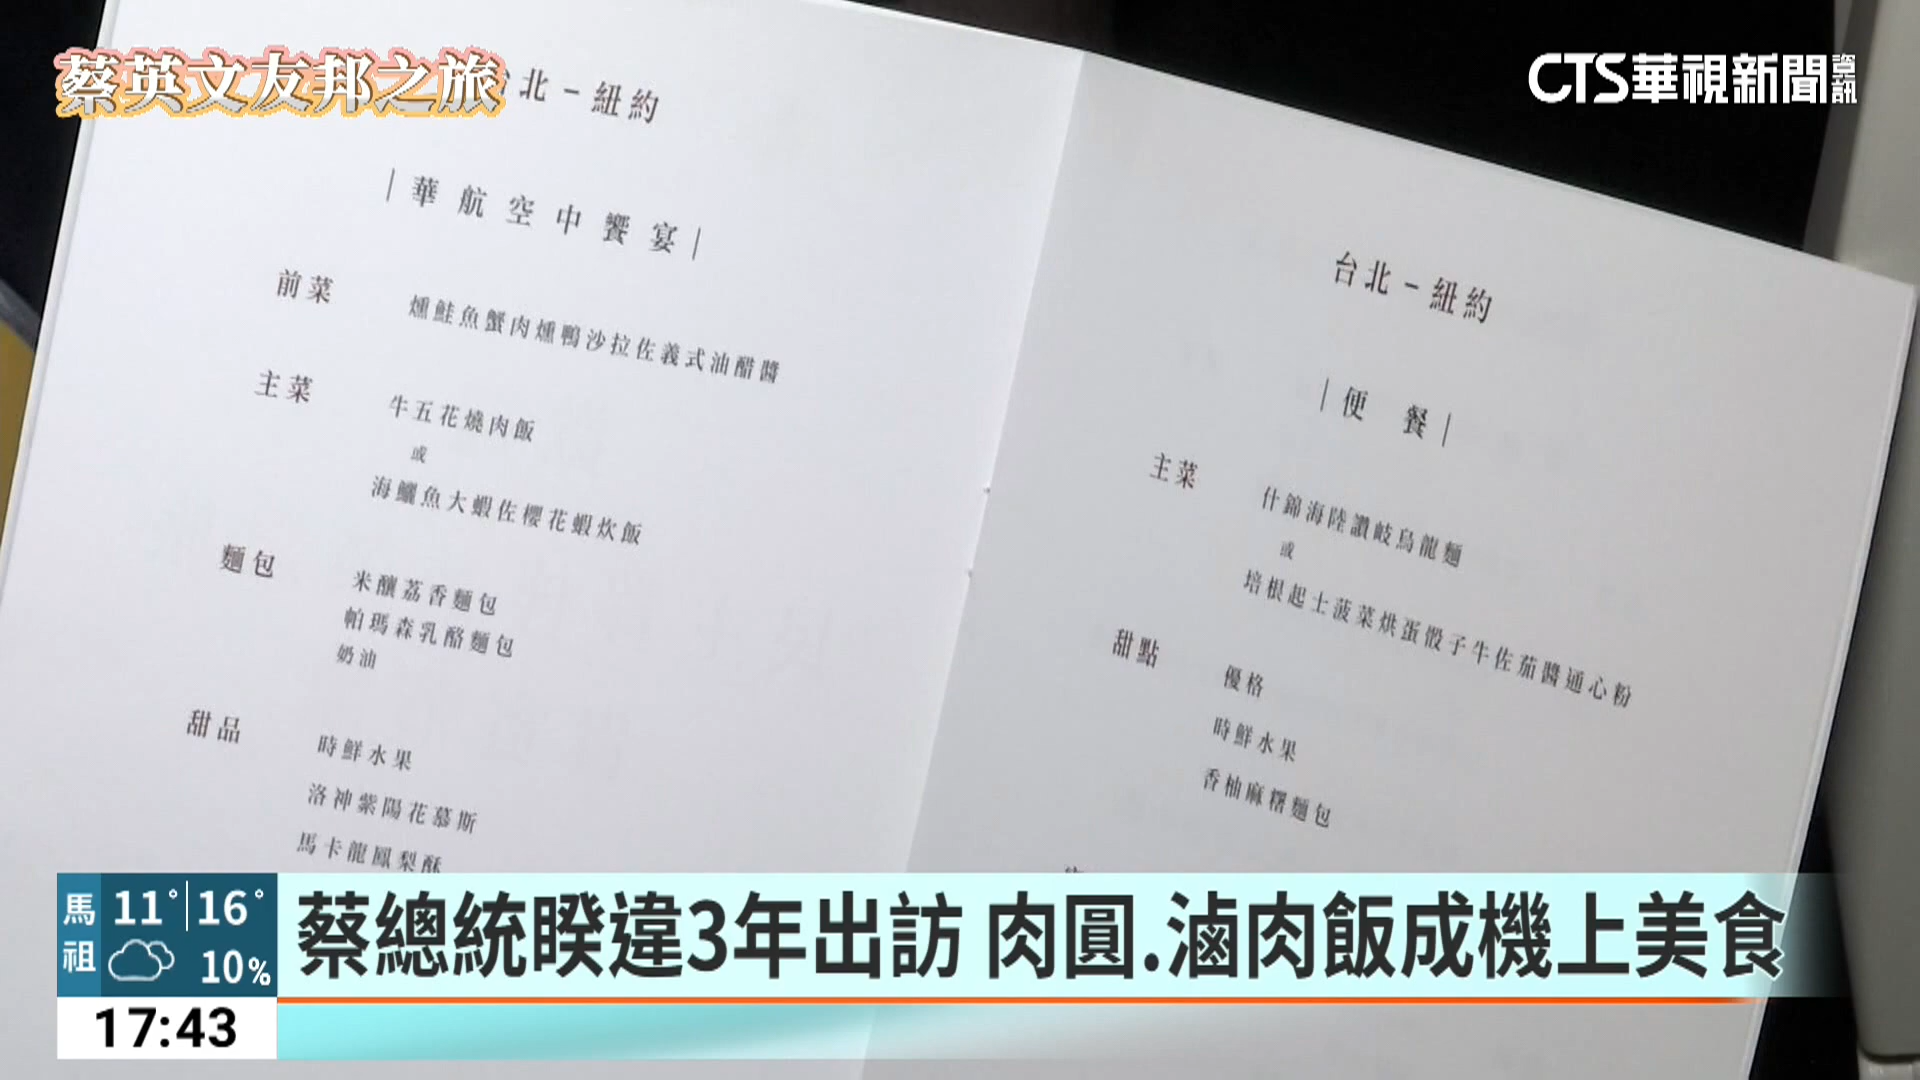 蔡英文友邦之旅
CTS華視新聞資訊
台北-紐約
|華航空中饗宴|
前菜
燻鮭魚蟹肉燻鴨沙拉佐義式油醋醬
主菜
牛五花燒肉飯
或
海鱺魚大蝦佐櫻花蝦炊飯
麵包
米釀荔香麵包
帕瑪森乳酪麵包
奶油
甜品
時鮮水果
洛神紫陽花慕斯
馬卡龍鳳梨酥
台北-紐約
|便餐|
主菜
什錦海陸讚岐烏龍麵
或
培根起士菠菜烘蛋骰子牛佐茄醬通心粉
甜點
優格
時鮮水果
香柚麻糬麵包
馬祖
11°|16°
10%
17:43
蔡總統睽違3年出訪 肉圓.滷肉飯成機上美食